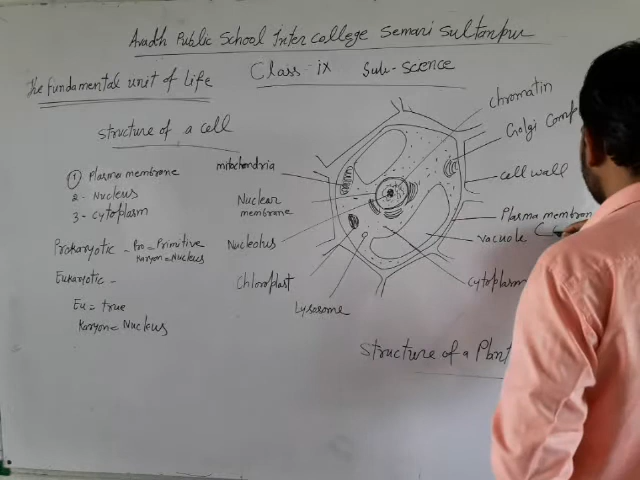 Avadh Public School Inter College Semari Sultanpur
Class - ix Sub - Science
The Fundamental unit of Life
structure of a cell
① Plasma membrane
2 - Nucleus
3 - Cytoplasm
Prokaryotic - Pro = Primitive
Karyon = Nucleus
Eukaryotic -
Eu = true
Karyon = Nucleus
mitochondria
Nuclear
membrane
Nucleolus
Chloroplast
Lysosome
chromatin
Golgi Comp
cell wall
Plasma membran
vacuole
cytoplasm
Structure of a Plant